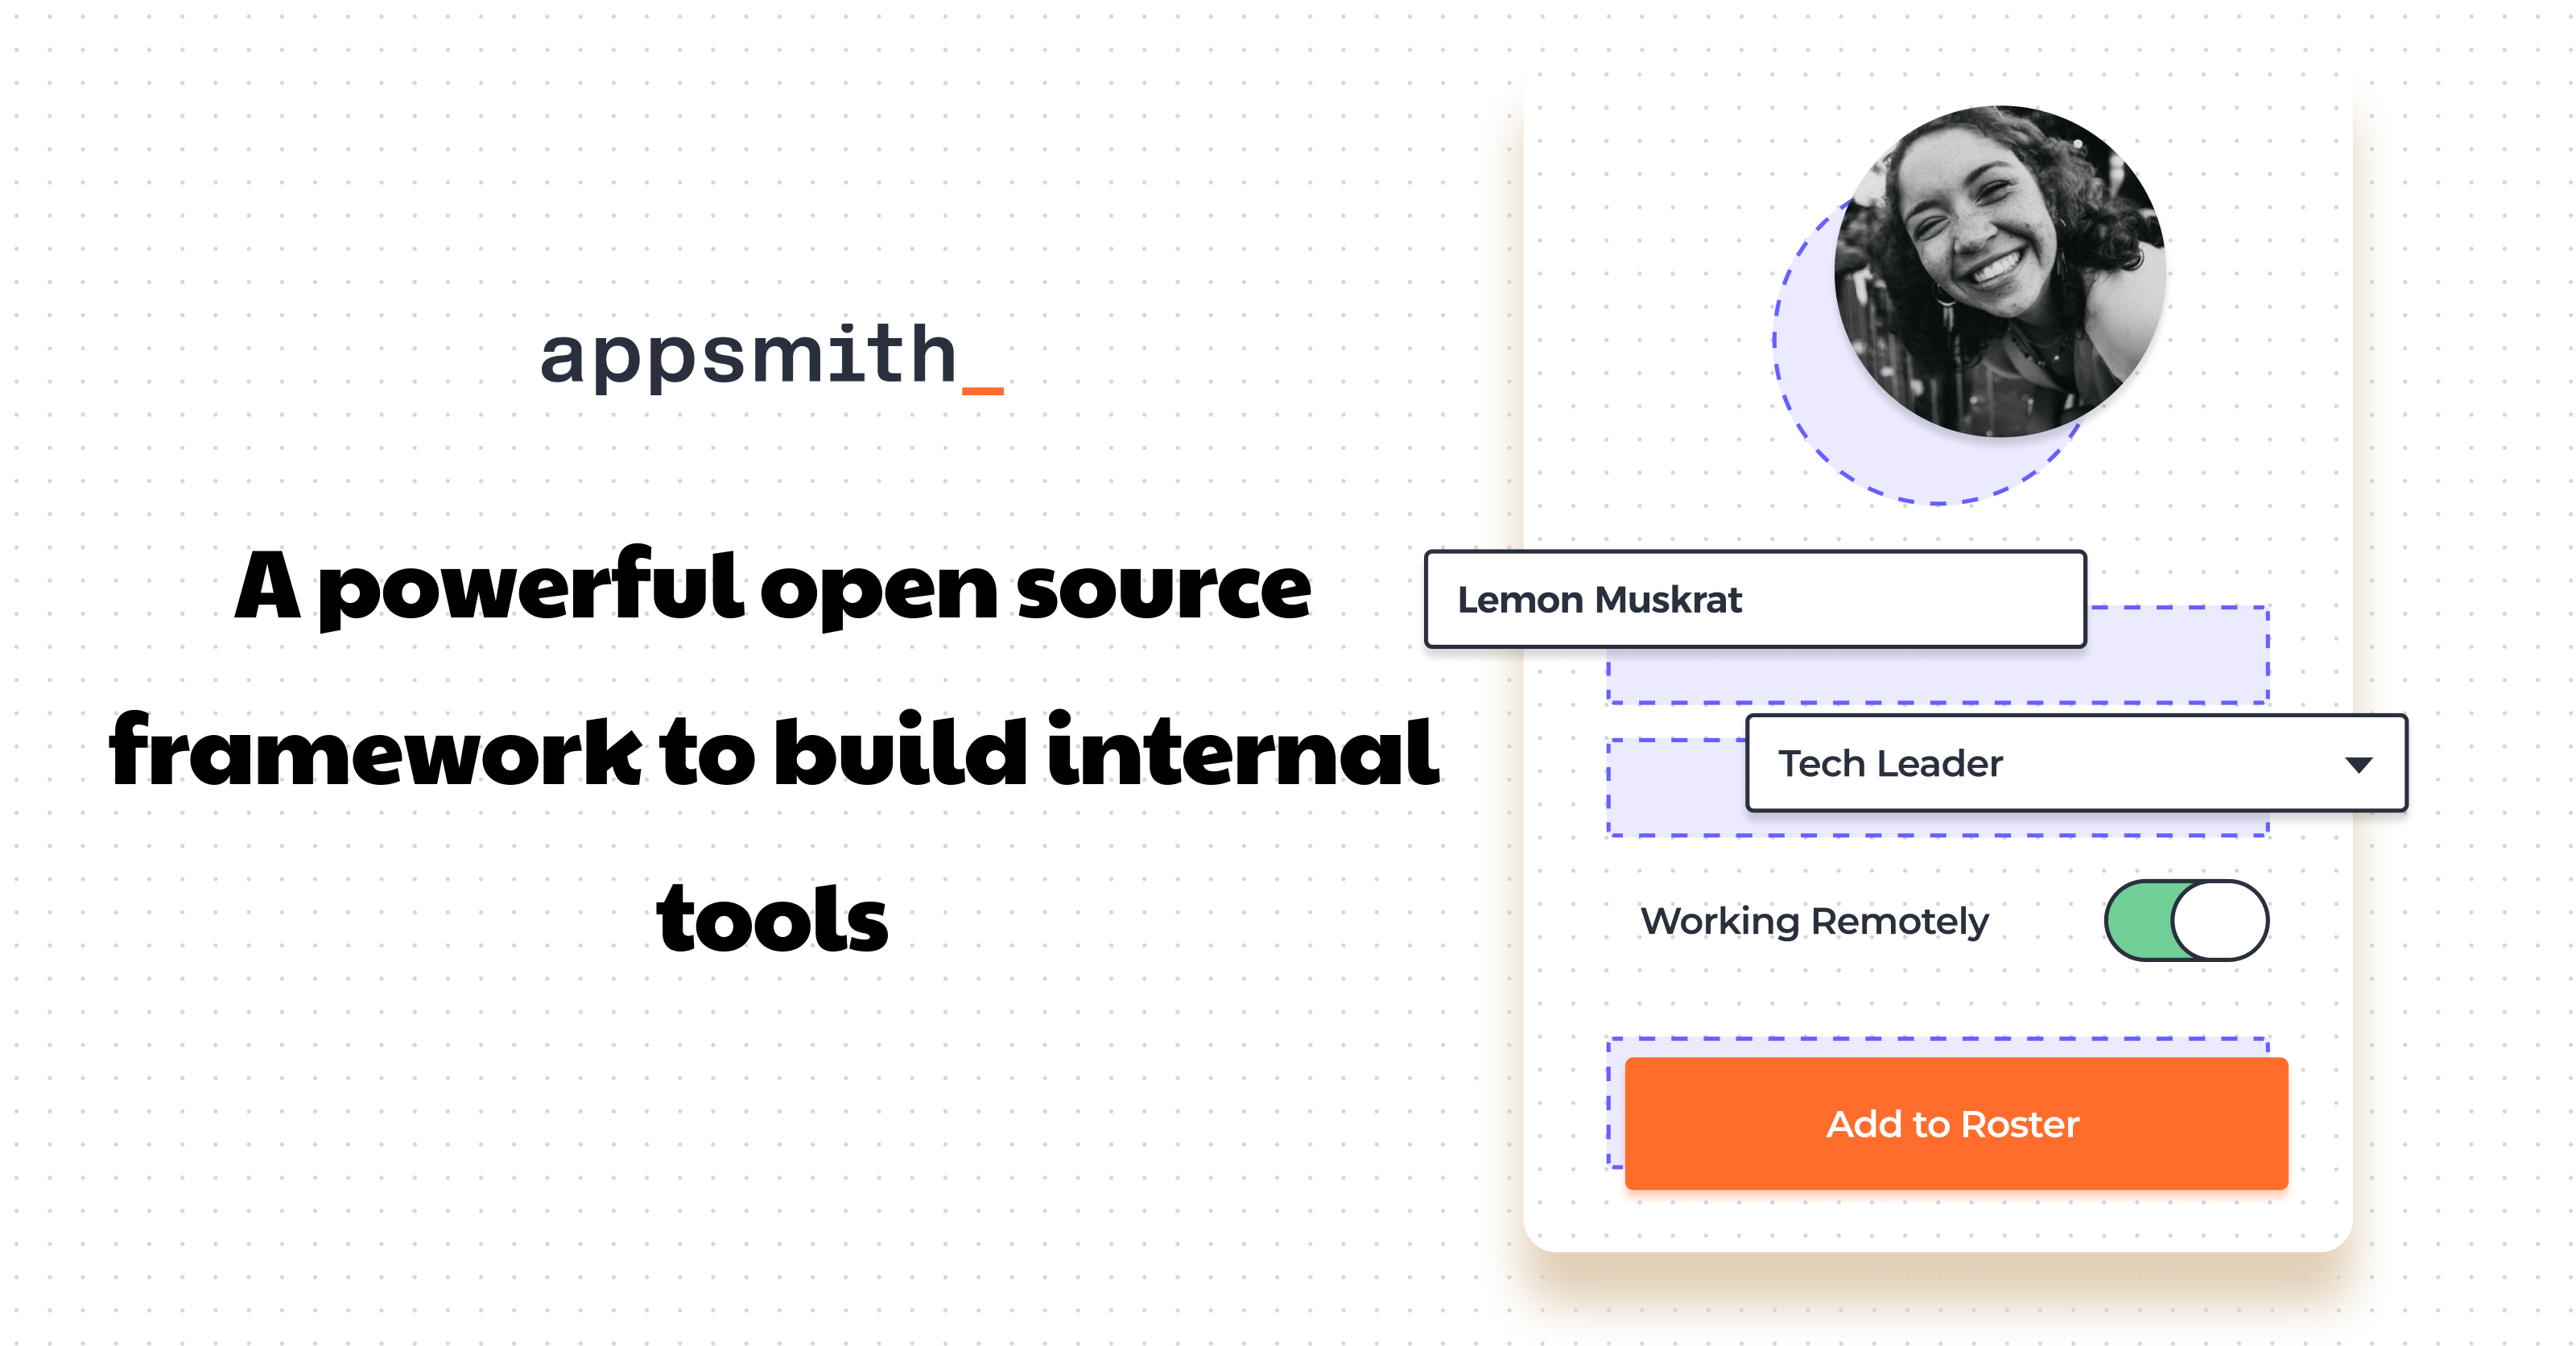 appsmith_
A powerful open source
framework to build internal
tools
Lemon Muskrat
Tech Leader
Working Remotely
Add to Roster